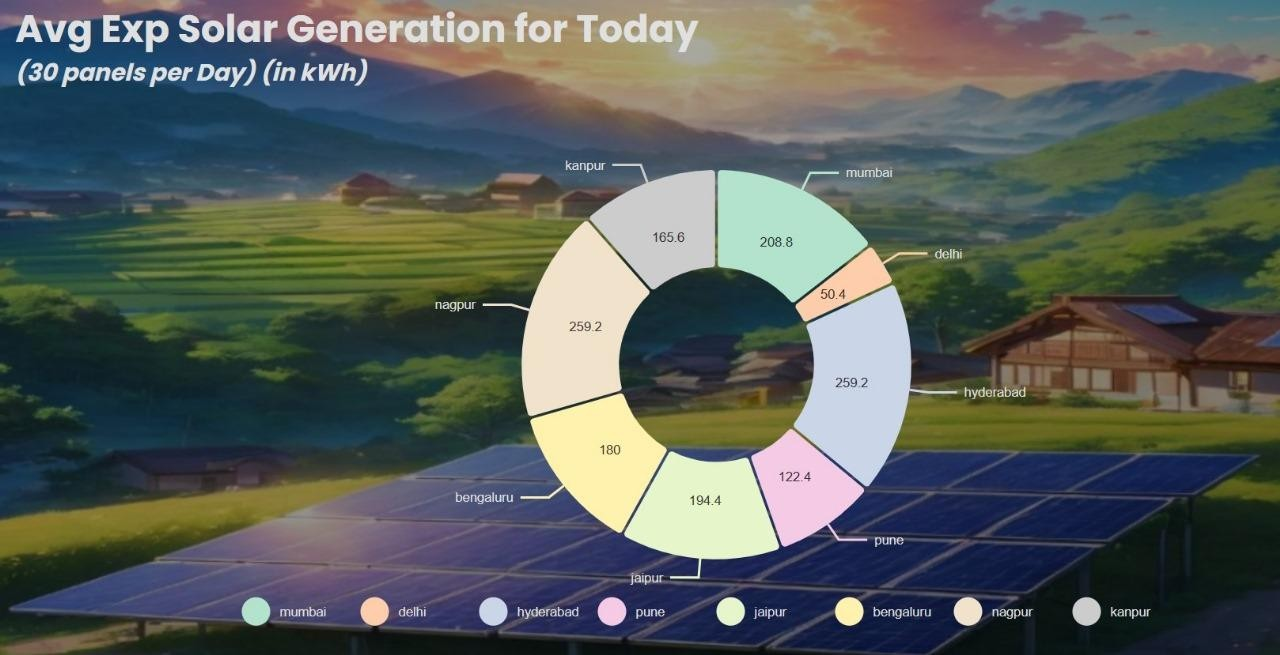 Avg Exp Solar Generation for Today
(30 panels per Day) (in kWh)
kanpur
mumbai
165.6
208.8
delhi
50.4
nagpur
259.2
259.2
hyderabad
180
122.4
bengaluru
194.4
pune
jaipur
mumbai delhi hyderabad pune jaipur bengaluru nagpur kanpur